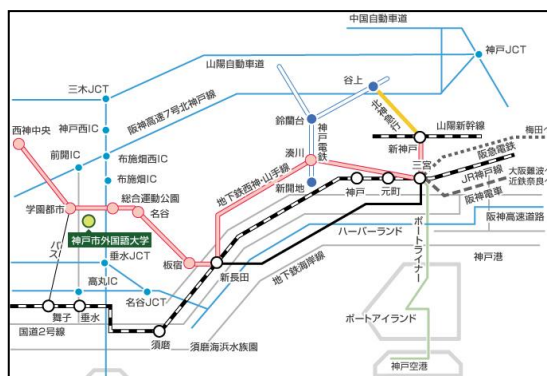 中国自動車道
山陽自動車道
神戸JCT
三木JCT
谷上
阪神高速7号北神戸線
北神急行
鈴蘭台
神戸電鉄
山陽新幹線
西神中央
神戸西IC
前開IC
布施畑西IC
布施畑IC
湊川
新神戸
三宮
梅田へ
阪急電鉄
地下鉄西神・山手線
総合運動公園
名谷
学園都市
新開地
神戸
元町
JR神戸線
大阪難波へ
近鉄奈良へ
阪神電車
神戸市外国語大学
バス
垂水JCT
板宿
新長田
ハーバーランド
ポートライナー
阪神高速道路
神戸港
高丸IC
名谷JCT
地下鉄海岸線
舞子
垂水
国道2号線
須磨
須磨海浜水族園
ポートアイランド
神戸空港